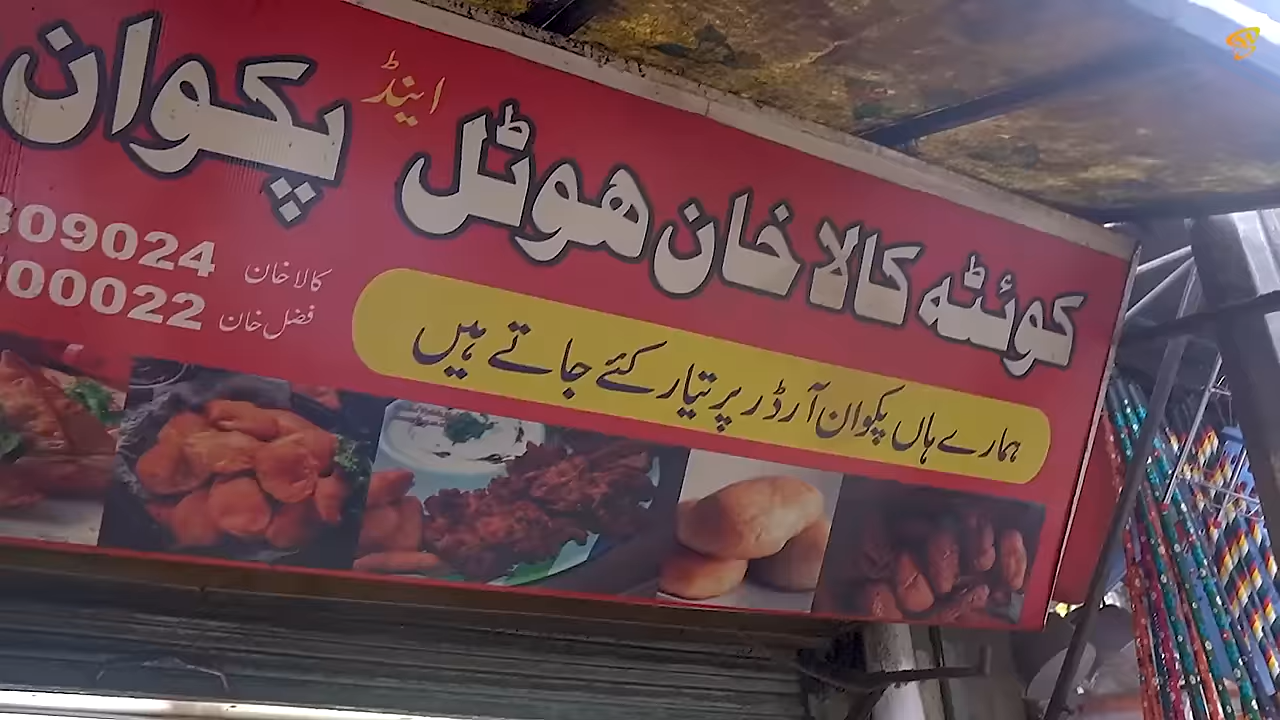 کوئٹہ کالا خان ھوٹل اینڈ پکوان
کالا خان 309024
فضل خان 00022
ہمارے ہاں پکوان آرڈر پر تیار کئے جاتے ہیں